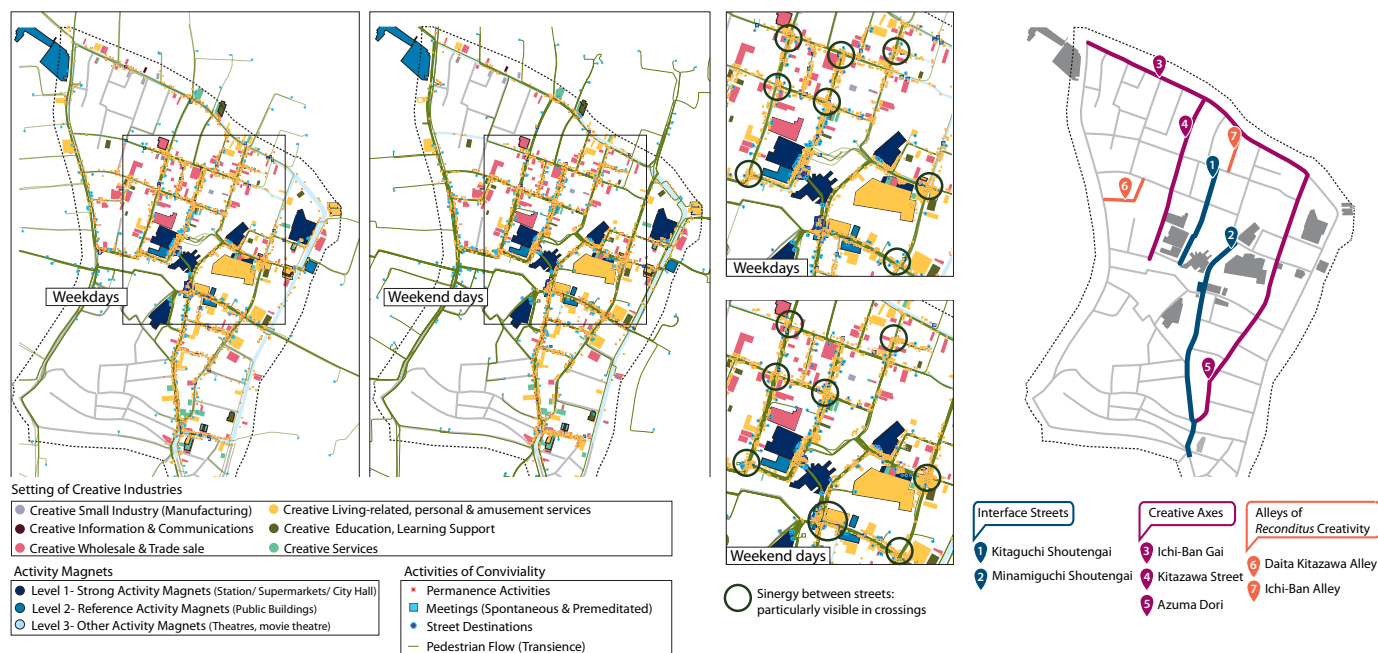 Weekdays
Weekend days
Weekdays
Weekend days
3
4
7
1
6
2
5
Setting of Creative Industries
Creative Small Industry (Manufacturing)
Creative Living-related, personal & amusement services
Creative Information & Communications
Creative Education, Learning Support
Creative Wholesale & Trade sale
Creative Services
Activity Magnets
Level 1- Strong Activity Magnets (Station/ Supermarkets/ City Hall)
Level 2- Reference Activity Magnets (Public Buildings)
Level 3- Other Activity Magnets (Theatres, movie theatre)
Activities of Conviviality
Permanence Activities
Meetings (Spontaneous & Premeditated)
Street Destinations
Pedestrian Flow (Transience)
Sinergy between streets:
particularly visible in crossings
Interface Streets
1 Kitaguchi Shoutengai
2 Minamiguchi Shoutengai
Creative Axes
3 Ichi-Ban Gai
4 Kitazawa Street
5 Azuma Dori
Alleys of
Reconditus Creativity
6 Daita Kitazawa Alley
7 Ichi-Ban Alley